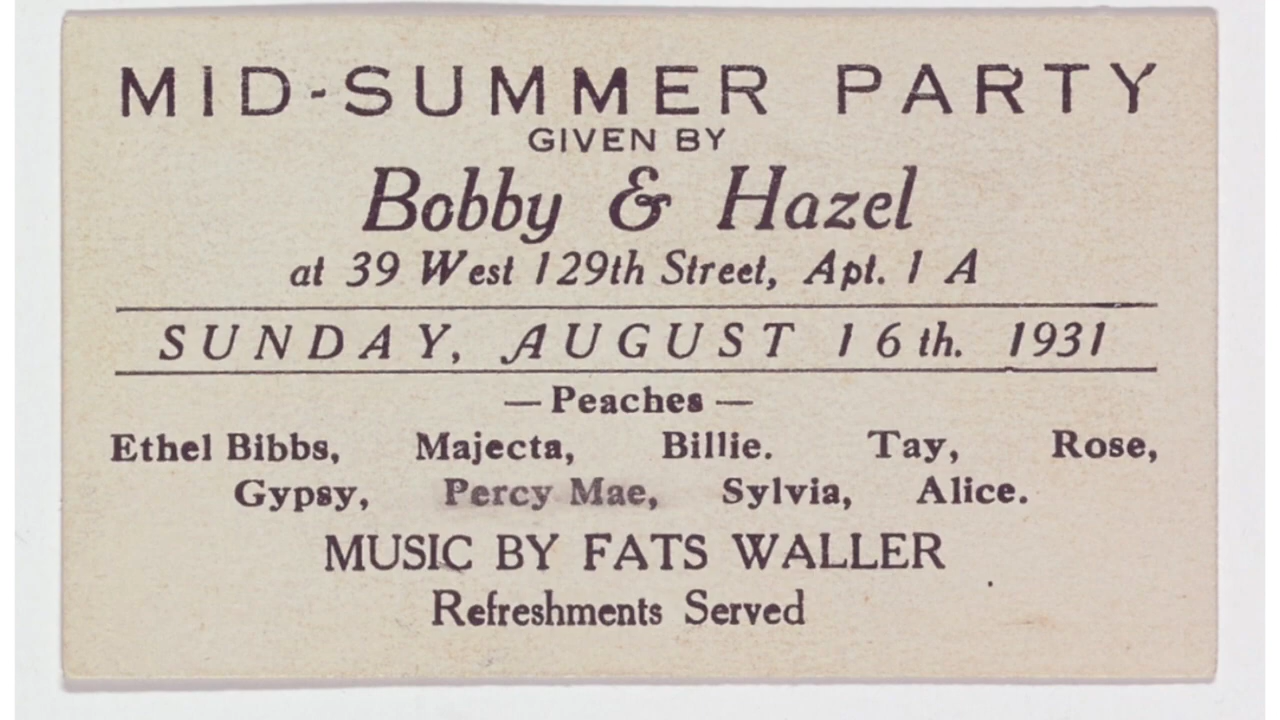 MID-SUMMER PARTY
GIVEN BY
Bobby & Hazel
at 39 West 129th Street, Apt. 1 A
SUNDAY, AUGUST 16th. 1931
— Peaches —
Ethel Bibbs, Majecta, Billie. Tay, Rose,
Gypsy, Percy Mae, Sylvia, Alice.
MUSIC BY FATS WALLER
Refreshments Served